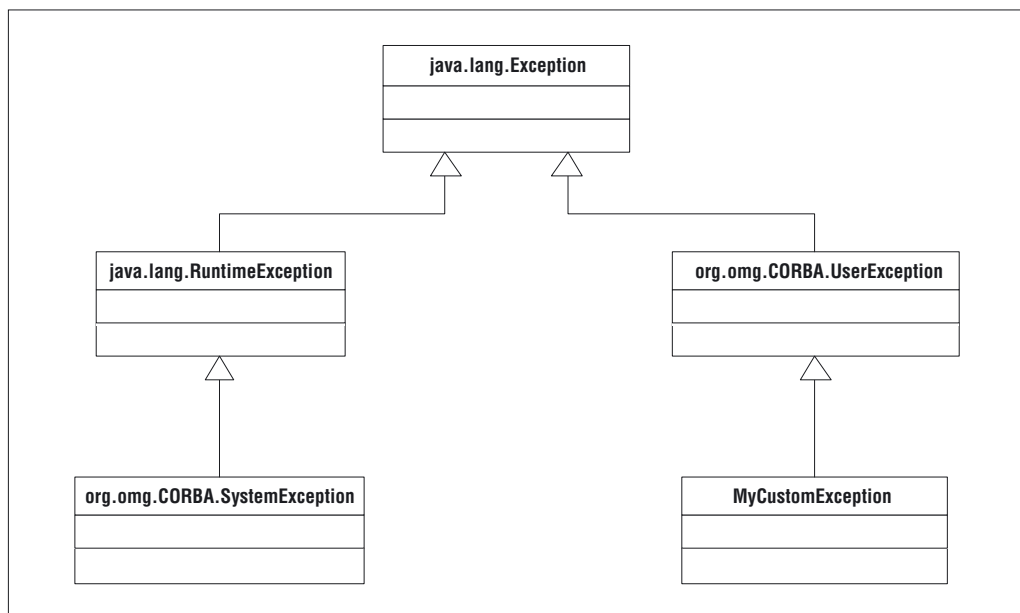 java.lang.Exception
java.lang.RuntimeException
org.omg.CORBA.UserException
org.omg.CORBA.SystemException
MyCustomException